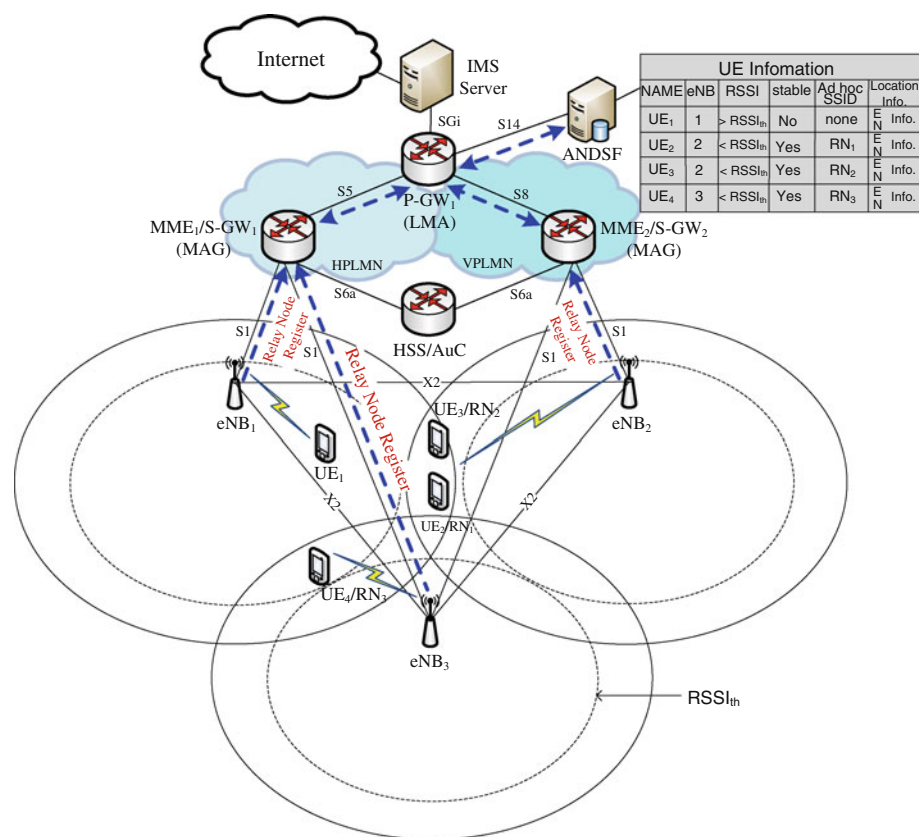 Internet
IMS
Server
SGi
S14
ANDSF
UE Infomation
NAME eNB RSSI stable Ad hoc SSID Location Info.
UE1 1 > RSSIth No none E N Info.
UE2 2 < RSSIth Yes RN1 E N Info.
UE3 2 < RSSIth Yes RN2 E N Info.
UE4 3 < RSSIth Yes RN3 E N Info.
P-GW1
(LMA)
S5
S8
MME1/S-GW1
(MAG)
MME2/S-GW2
(MAG)
HPLMN
VPLMN
S6a
S6a
HSS/AuC
S1
Relay Node
Register
S1
Relay Node Register
S1
Relay Node
Register
S1
X2
eNB1
eNB2
UE1
UE3/RN2
UE2/RN1
X2
X2
UE4/RN3
eNB3
RSSIth